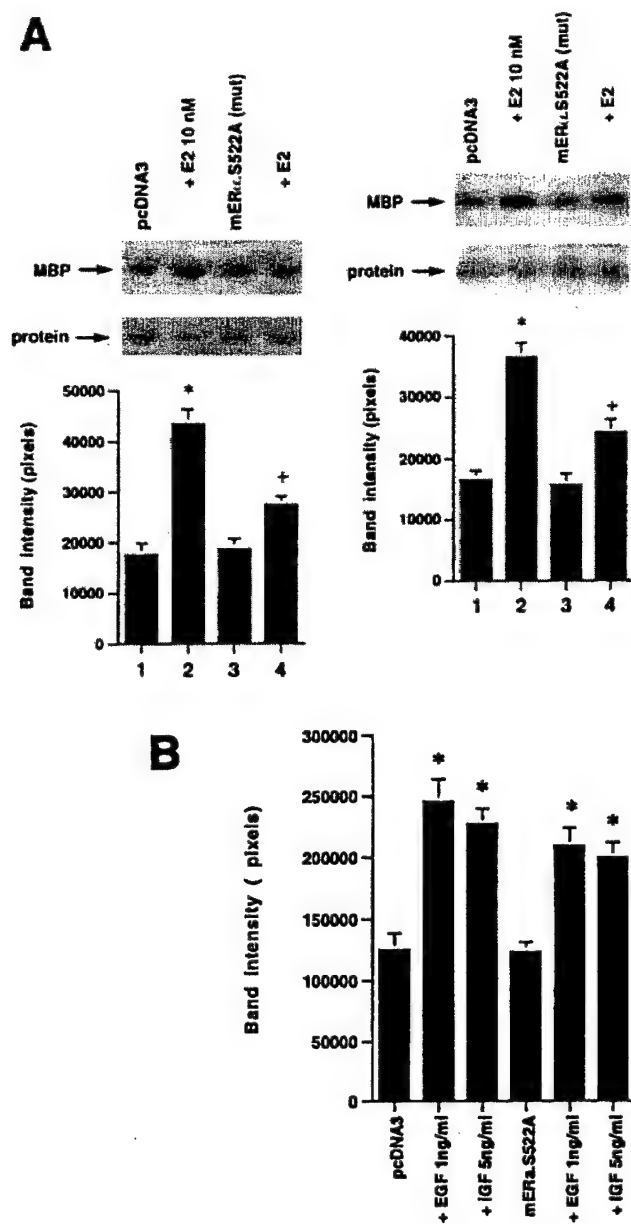 A
pcDNA3
+ E2 10 nM
mERα.S522A (mut)
+ E2
MBP
protein
Band Intensity (pixels)
50000
40000
30000
20000
10000
0
*
+
1 2 3 4
pcDNA3
+ E2 10 nM
mERα.S522A (mut)
+ E2
MBP
protein
Band intensity (pixels)
40000
30000
20000
10000
0
*
+
1 2 3 4
B
Band Intensity ( pixels)
300000
250000
200000
150000
100000
50000
0
* * * *
pcDNA3
+ EGF 1ng/ml
+ IGF 5ng/ml
mERa.S522A
+ EGF 1ng/ml
+ IGF 5ng/ml